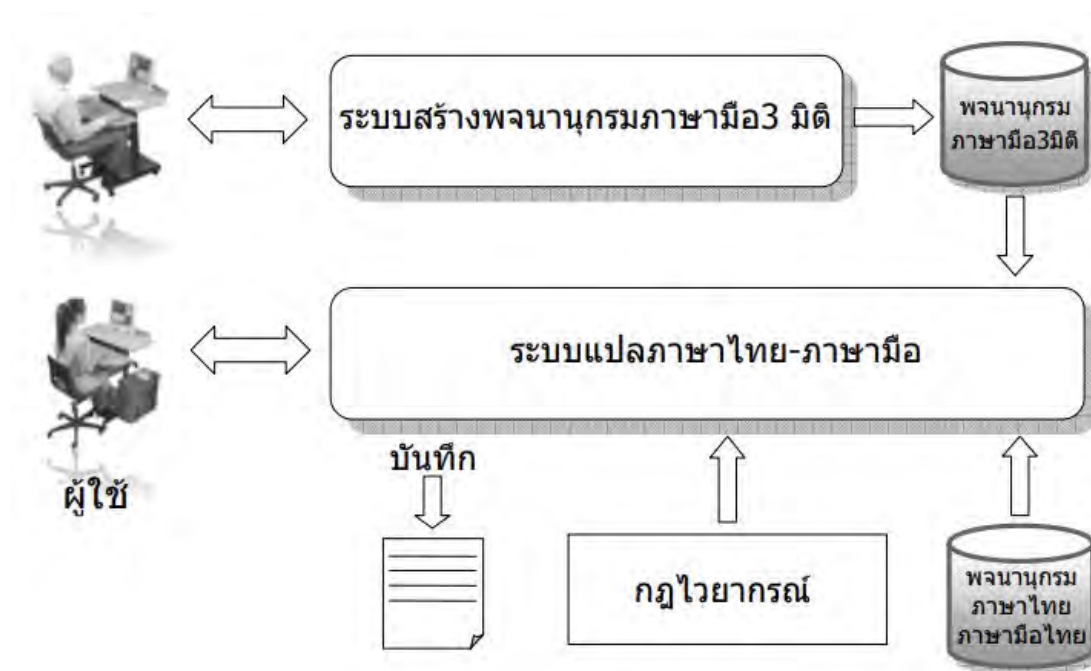 ระบบสร้างพจนานุกรมภาษามือ3 มิติ
พจนานุกรม
ภาษามือ3มิติ
ระบบแปลภาษาไทย-ภาษามือ
ผู้ใช้
บันทึก
กฎไวยากรณ์
พจนานุกรม
ภาษาไทย
ภาษามือไทย